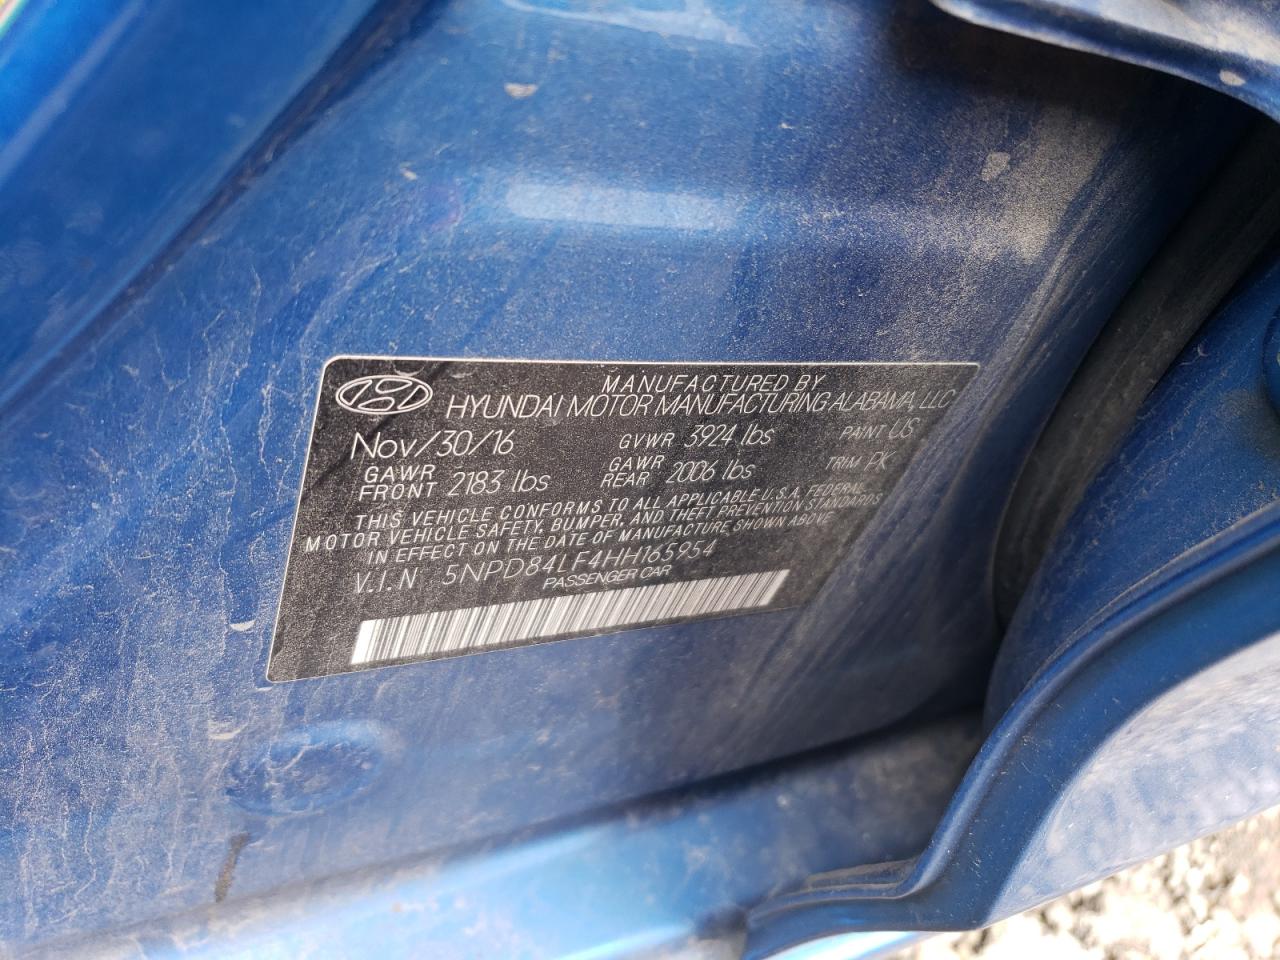 MANUFACTURED BY
HYUNDAI MOTOR MANUFACTURING ALABAMA, LLC
Nov/30/16 GVWR 3924 lbs PAINT US
GAWR FRONT 2183 lbs GAWR REAR 2006 lbs TRIM PK
THIS VEHICLE CONFORMS TO ALL APPLICABLE U.S.A. FEDERAL
MOTOR VEHICLE SAFETY, BUMPER, AND THEFT PREVENTION STANDARDS
IN EFFECT ON THE DATE OF MANUFACTURE SHOWN ABOVE
V.I.N 5NPD84LF4HH165954
PASSENGER CAR